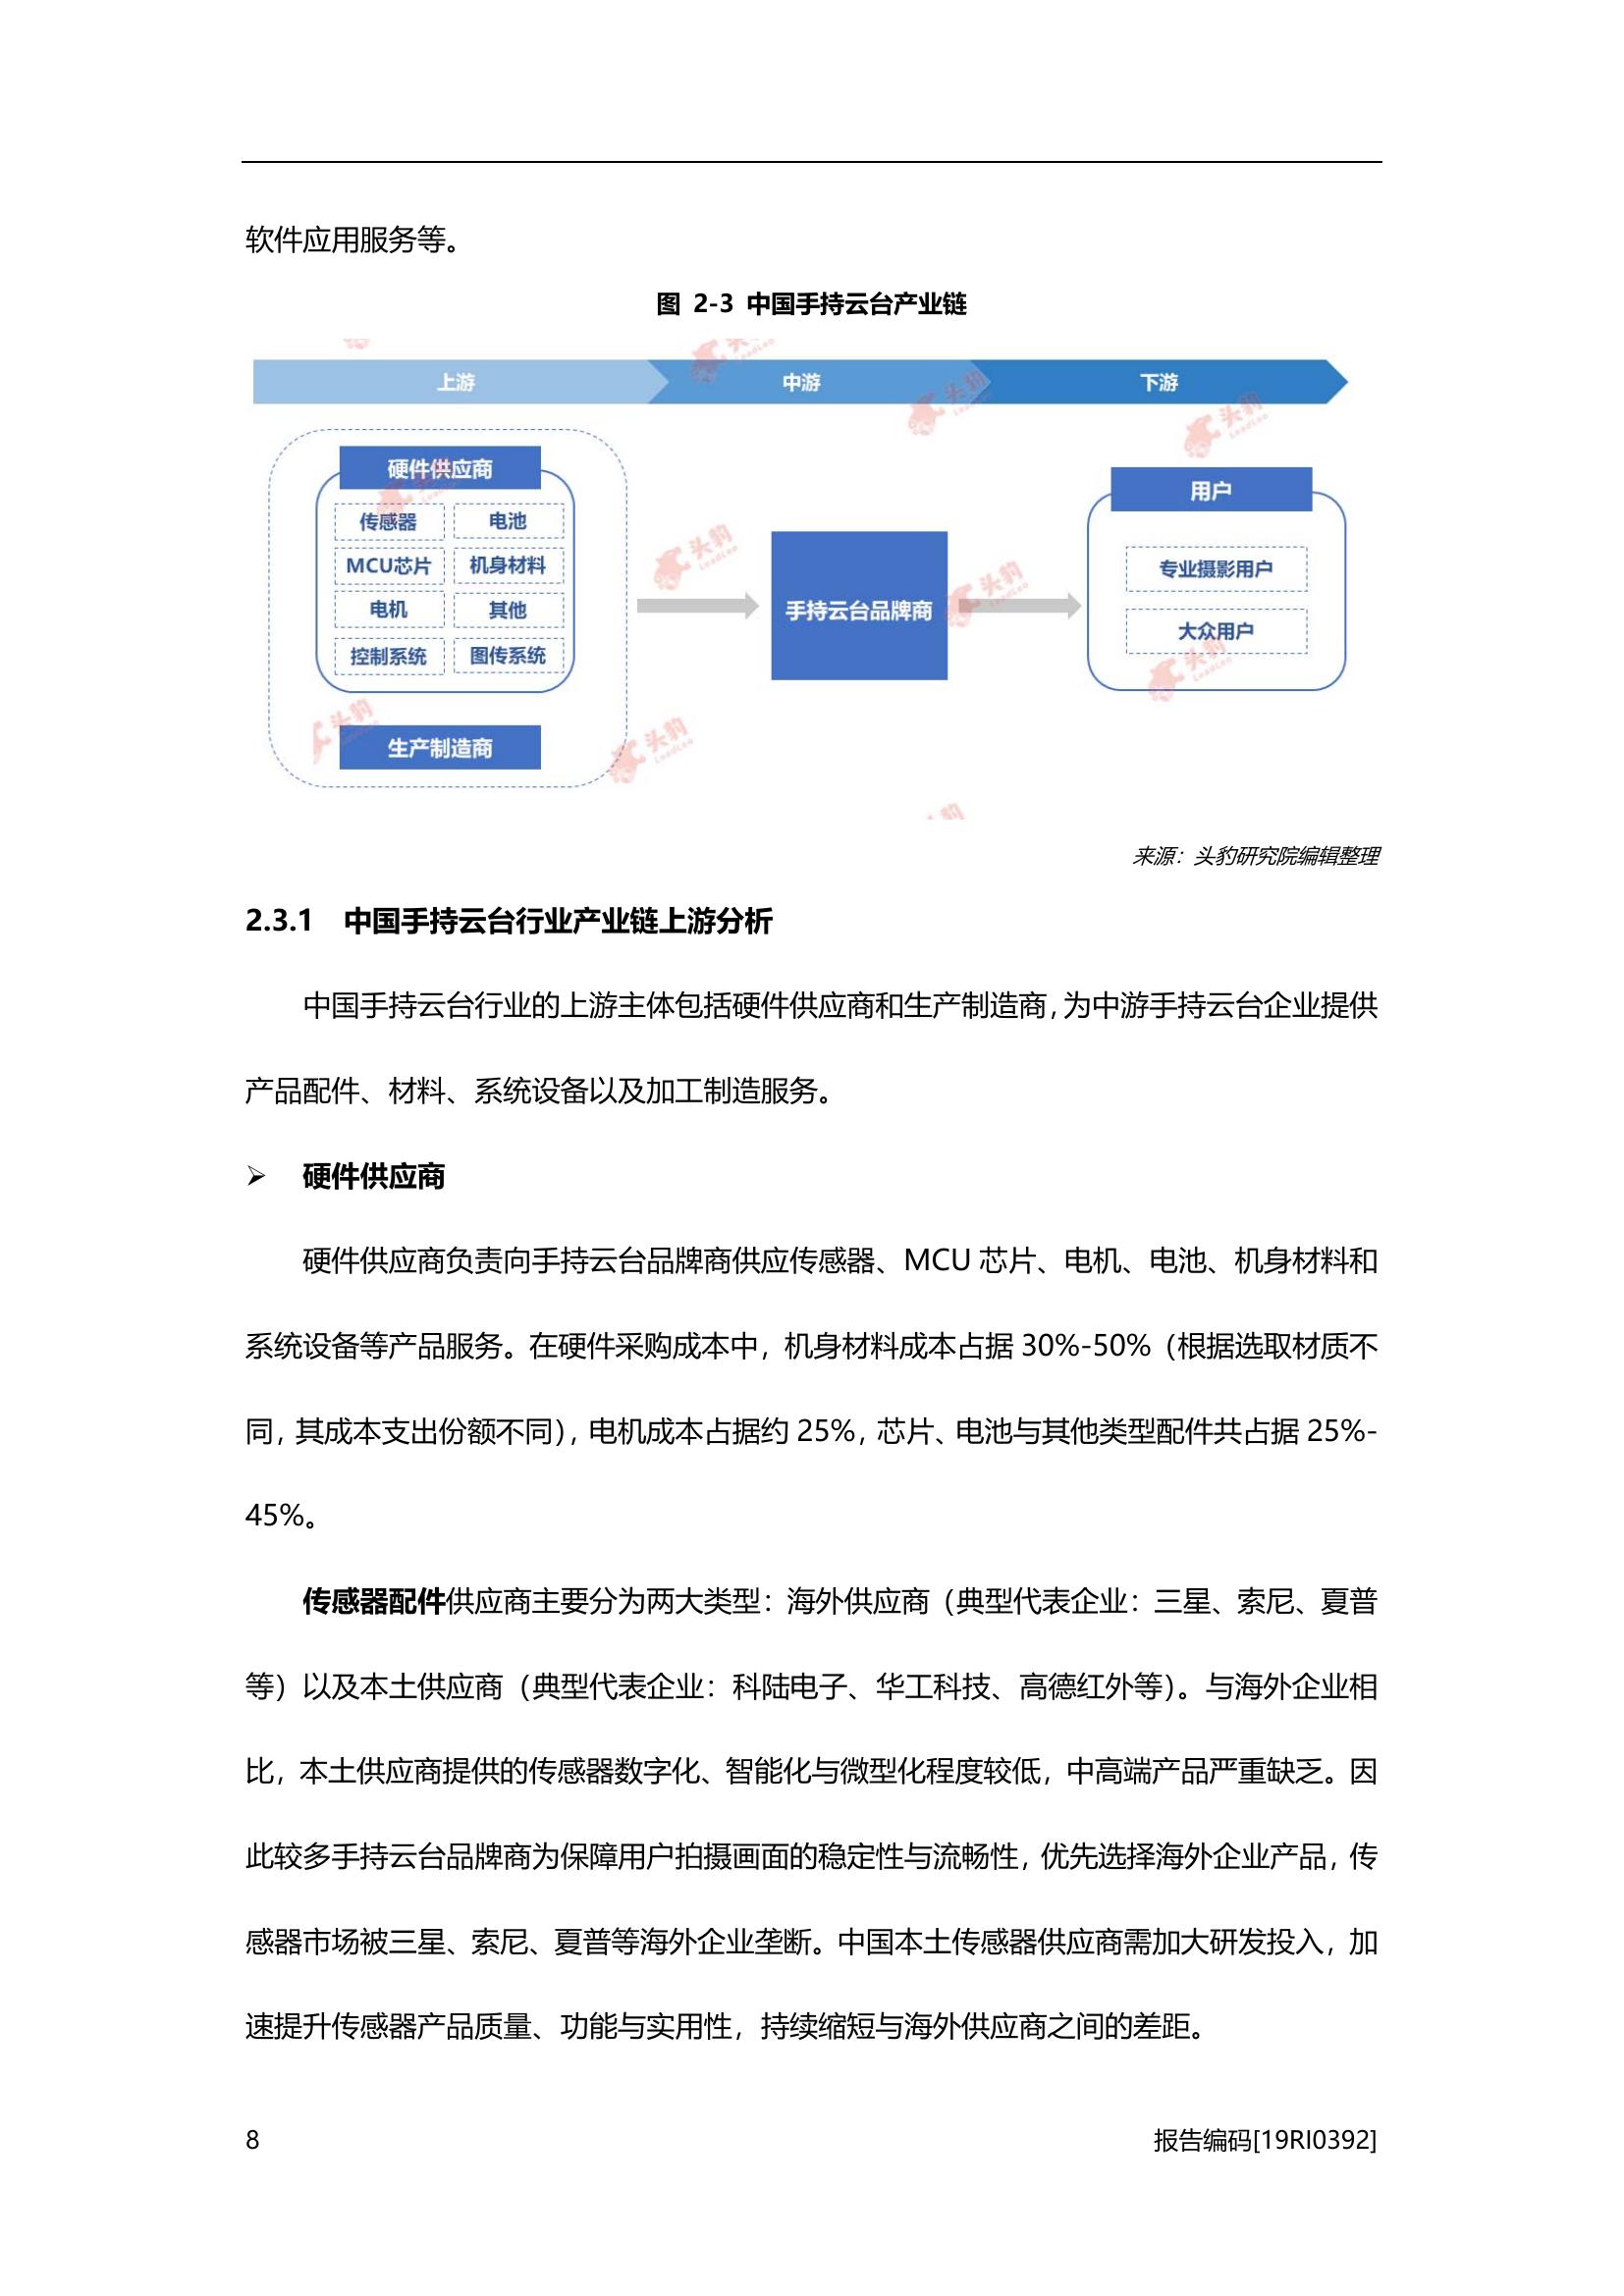 软件应用服务等。
图 2-3 中国手持云台产业链
上游
中游
下游
硬件供应商
传感器
电池
MCU芯片
机身材料
电机
其他
控制系统
图传系统
生产制造商
手持云台品牌商
用户
专业摄影用户
大众用户
头豹
LeadLeo
来源：头豹研究院编辑整理
2.3.1 中国手持云台行业产业链上游分析
中国手持云台行业的上游主体包括硬件供应商和生产制造商，为中游手持云台企业提供
产品配件、材料、系统设备以及加工制造服务。
➢ 硬件供应商
硬件供应商负责向手持云台品牌商供应传感器、MCU 芯片、电机、电池、机身材料和
系统设备等产品服务。在硬件采购成本中，机身材料成本占据 30%-50%（根据选取材质不
同，其成本支出份额不同），电机成本占据约 25%，芯片、电池与其他类型配件共占据 25%-
45%。
传感器配件供应商主要分为两大类型：海外供应商（典型代表企业：三星、索尼、夏普
等）以及本土供应商（典型代表企业：科陆电子、华工科技、高德红外等）。与海外企业相
比，本土供应商提供的传感器数字化、智能化与微型化程度较低，中高端产品严重缺乏。因
此较多手持云台品牌商为保障用户拍摄画面的稳定性与流畅性，优先选择海外企业产品，传
感器市场被三星、索尼、夏普等海外企业垄断。中国本土传感器供应商需加大研发投入，加
速提升传感器产品质量、功能与实用性，持续缩短与海外供应商之间的差距。
8
报告编码[19RI0392]